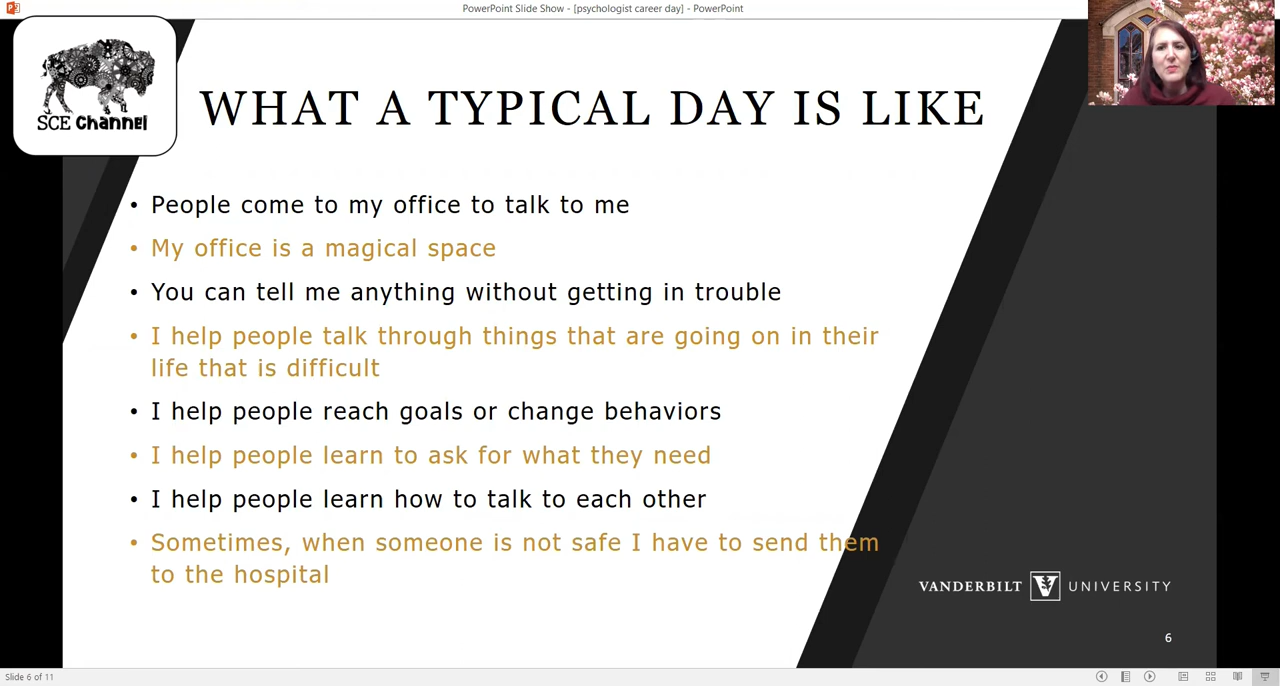 PowerPoint Slide Show - [psychologist career day] - PowerPoint
SCE Channel
WHAT A TYPICAL DAY IS LIKE
• People come to my office to talk to me
• My office is a magical space
• You can tell me anything without getting in trouble
• I help people talk through things that are going on in their
life that is difficult
• I help people reach goals or change behaviors
• I help people learn to ask for what they need
• I help people learn how to talk to each other
• Sometimes, when someone is not safe I have to send them
to the hospital
VANDERBILT V UNIVERSITY
6
Slide 6 of 11